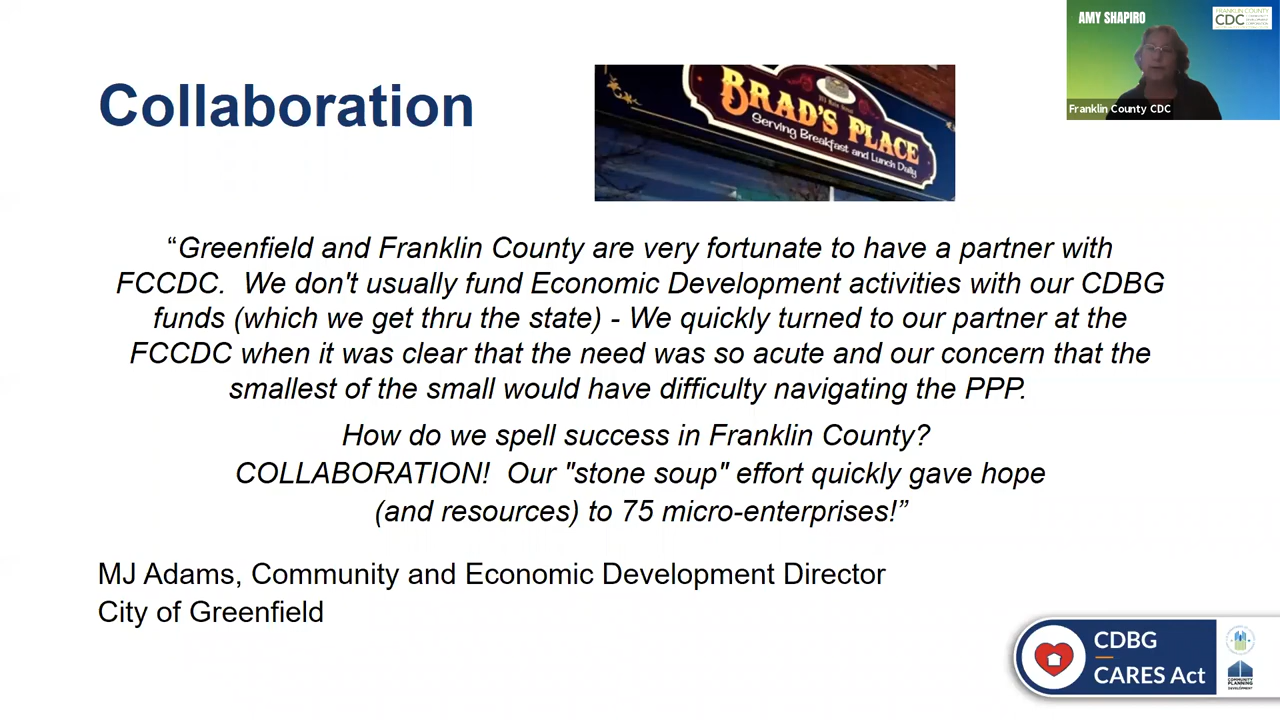 AMY SHAPIRO
FRANKLIN COUNTY
CDC
Franklin County CDC
Collaboration
BRAD'S PLACE
Serving Breakfast and Lunch Daily
“Greenfield and Franklin County are very fortunate to have a partner with
FCCDC.  We don't usually fund Economic Development activities with our CDBG
funds (which we get thru the state) - We quickly turned to our partner at the
FCCDC when it was clear that the need was so acute and our concern that the
smallest of the small would have difficulty navigating the PPP.
How do we spell success in Franklin County?
COLLABORATION!  Our "stone soup" effort quickly gave hope
(and resources) to 75 micro-enterprises!”
MJ Adams, Community and Economic Development Director
City of Greenfield
CDBG
CARES Act
COMMUNITY
PLANNING
DEVELOPMENT